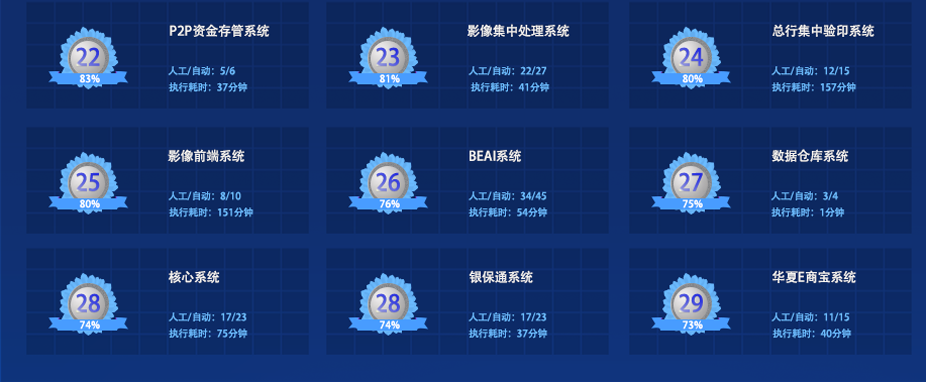 P2P资金存管系统
22
83%
人工/自动：5/6
执行耗时：37分钟
影像集中处理系统
23
81%
人工/自动：22/27
执行耗时：41分钟
总行集中验印系统
24
80%
人工/自动：12/15
执行耗时：157分钟
影像前端系统
25
80%
人工/自动：8/10
执行耗时：151分钟
BEAI系统
26
76%
人工/自动：34/45
执行耗时：54分钟
数据仓库系统
27
75%
人工/自动：3/4
执行耗时：1分钟
核心系统
28
74%
人工/自动：17/23
执行耗时：75分钟
银保通系统
28
74%
人工/自动：17/23
执行耗时：37分钟
华夏E商宝系统
29
73%
人工/自动：11/15
执行耗时：40分钟